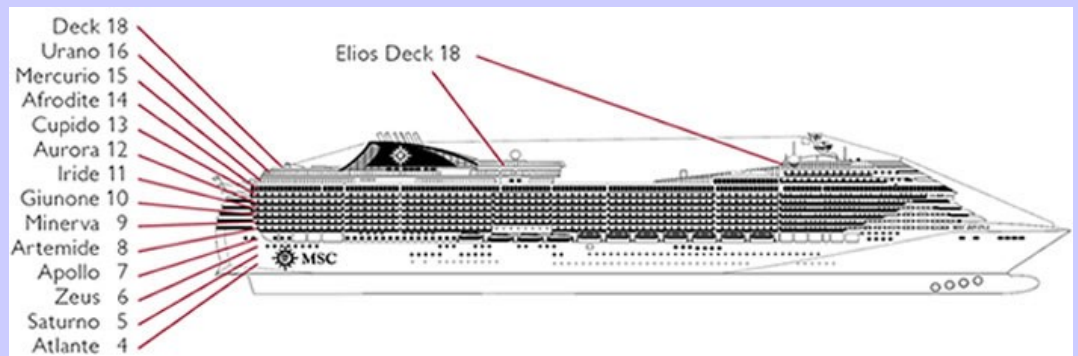 Deck 18
Urano 16
Mercurio 15
Afrodite 14
Cupido 13
Aurora 12
Iride 11
Giunone 10
Minerva 9
Artemide 8
Apollo 7
Zeus 6
Saturno 5
Atlante 4
Elios Deck 18
MSC